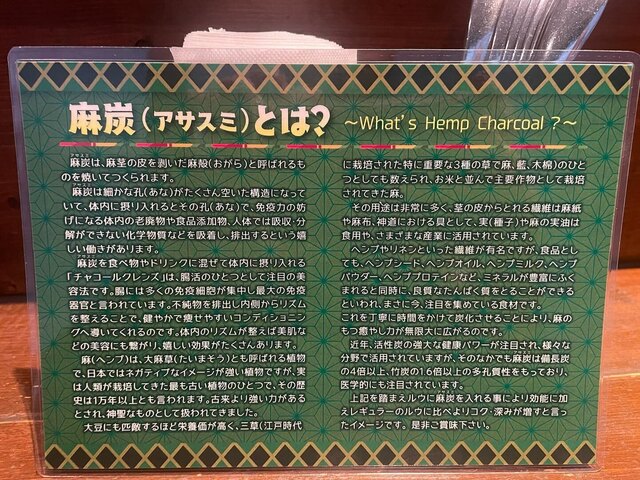 麻炭(アサスミ)とは? ～What's Hemp Charcoal ?～
麻炭は、麻茎の皮を剥いだ麻殻(おがら)と呼ばれるも
のを焼いてつくられます。
麻炭は細かな孔(あな)がたくさん空いた構造になって
いて、体内に摂り入れるとその孔(あな)で、免疫力の妨
げになる体内の老廃物や食品添加物、人体では吸収・分
解ができない化学物質などを吸着し、排出するという嬉
しい働きがあります。
麻炭を食べ物やドリンクに混ぜて体内に摂り入れる
「チャコールクレンズ」は、腸活のひとつとして注目の美
容法です。腸には多くの免疫細胞が集中し最大の免疫
器官と言われています。不純物を排出し内側からリズム
を整えることで、健やかで痩せやすいコンディショニン
グへ導いてくれるのです。体内のリズムが整えば美肌な
どの美容にも繋がり、嬉しい効果がたくさんあります。
麻(ヘンプ)は、大麻草(たいまそう)とも呼ばれる植物
で、日本ではネガティブなイメージが強い植物ですが、実
は人類が栽培してきた最も古い植物のひとつで、その歴
史は1万年以上とも言われます。古来より強い力がある
とされ、神聖なものとして扱われてきました。
大豆にも匹敵するほど栄養価が高く、三草(江戸時代
に栽培された特に重要な3種の草で麻、藍、木綿)のひと
つとしても数えられ、お米と並んで主要作物として栽培
されてきた麻。
その用途は非常に多く、茎の皮からとれる繊維は麻紙
や麻布、神道における具として、実(種子)や麻の実油は
食用や、さまざまな産業に活用されています。
ヘンプやリネンといった繊維が有名ですが、食品とし
ても、ヘンプシード、ヘンプオイル、ヘンプミルク、ヘンプ
パウダー、ヘンププロテインなど、ミネラルが豊富にふく
まれると同時に、良質なたんぱく質をとることができる
といわれ、まさに今、注目を集めている食材です。
これを丁寧に時間をかけて炭化させることにより、麻の
もつ癒やし力が無限大に広がるのです。
近年、活性炭の強大な健康パワーが注目され、様々な
分野で活用されていますが、そのなかでも麻炭は備長炭
の4倍以上、竹炭の1.6倍以上の多孔質性をもっており、
医学的にも注目されています。
上記を踏まえルウに麻炭を入れる事により効能に加
えレギュラーのルウに比べよりコク・深みが増すと言っ
たイメージです。是非ご賞味下さい。